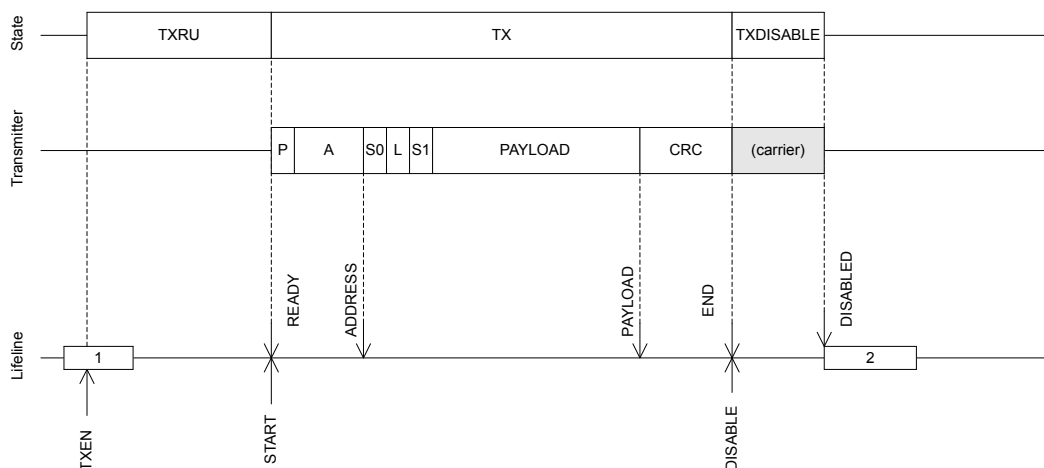 State
TXRU
TX
TXDISABLE
Transmitter
P
A
S0
L
S1
PAYLOAD
CRC
(carrier)
READY
ADDRESS
PAYLOAD
END
DISABLED
Lifeline
1
2
TXEN
START
DISABLE